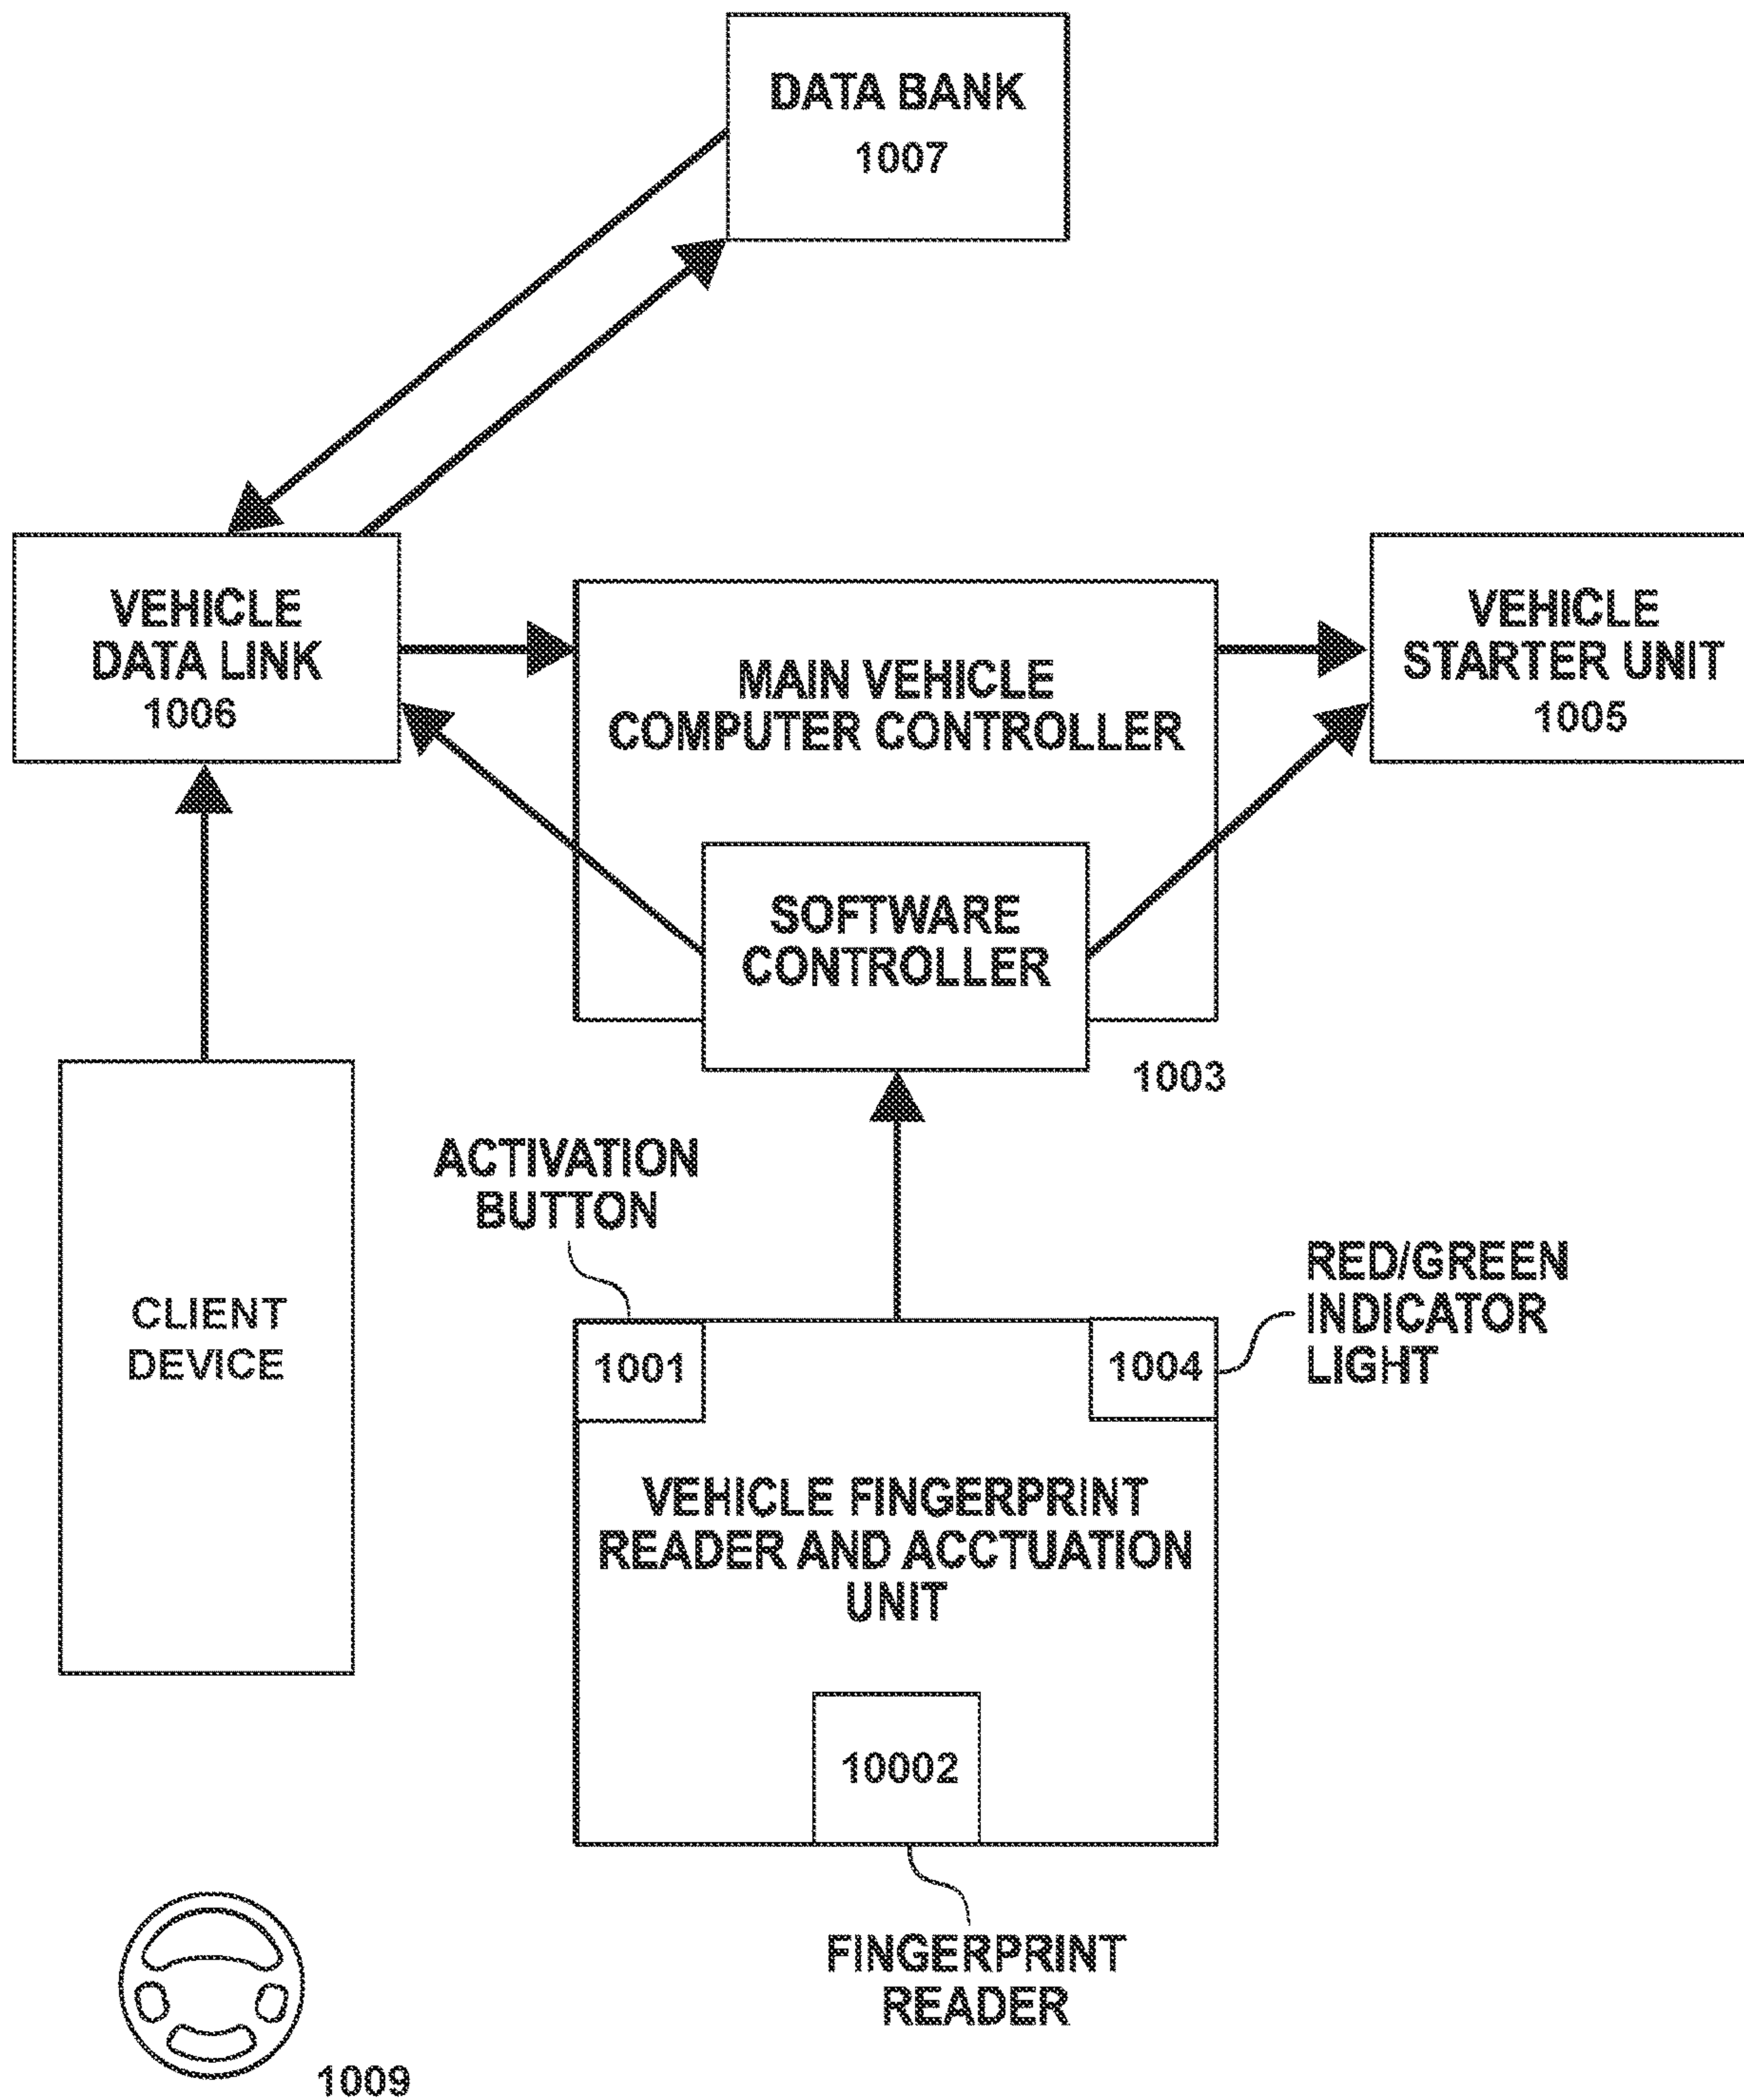 DATA BANK
1007
VEHICLE
DATA LINK
1006
MAIN VEHICLE
COMPUTER CONTROLLER
VEHICLE
STARTER UNIT
1005
SOFTWARE
CONTROLLER
1003
ACTIVATION
BUTTON
CLIENT
DEVICE
RED/GREEN
INDICATOR
LIGHT
1001
1004
VEHICLE FINGERPRINT
READER AND ACCTUATION
UNIT
10002
FINGERPRINT
READER
1009